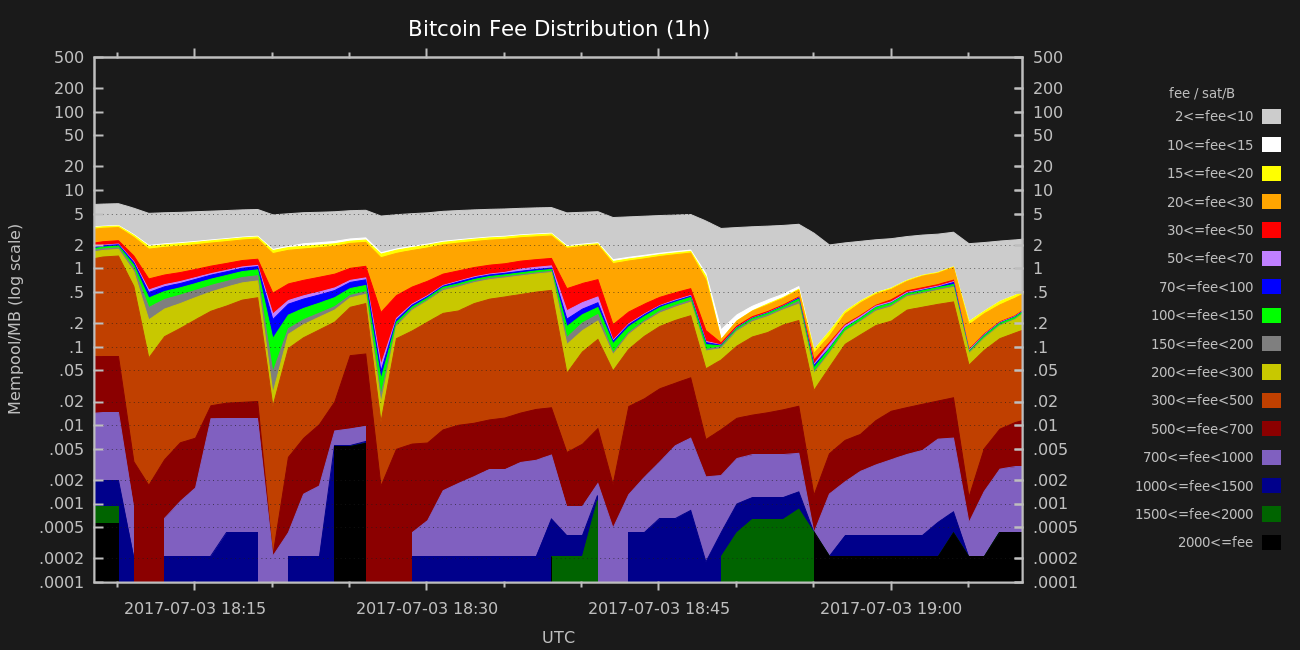 Bitcoin Fee Distribution (1h)
Mempool/MB (log scale)
500
200
100
50
20
10
5
2
1
.5
.2
.1
.05
.02
.01
.005
.002
.001
.0005
.0002
.0001
500
200
100
50
20
10
5
2
1
.5
.2
.1
.05
.02
.01
.005
.002
.001
.0005
.0002
.0001
2017-07-03 18:15 2017-07-03 18:30 2017-07-03 18:45 2017-07-03 19:00
UTC
fee / sat/B
2<=fee<10
10<=fee<15
15<=fee<20
20<=fee<30
30<=fee<50
50<=fee<70
70<=fee<100
100<=fee<150
150<=fee<200
200<=fee<300
300<=fee<500
500<=fee<700
700<=fee<1000
1000<=fee<1500
1500<=fee<2000
2000<=fee